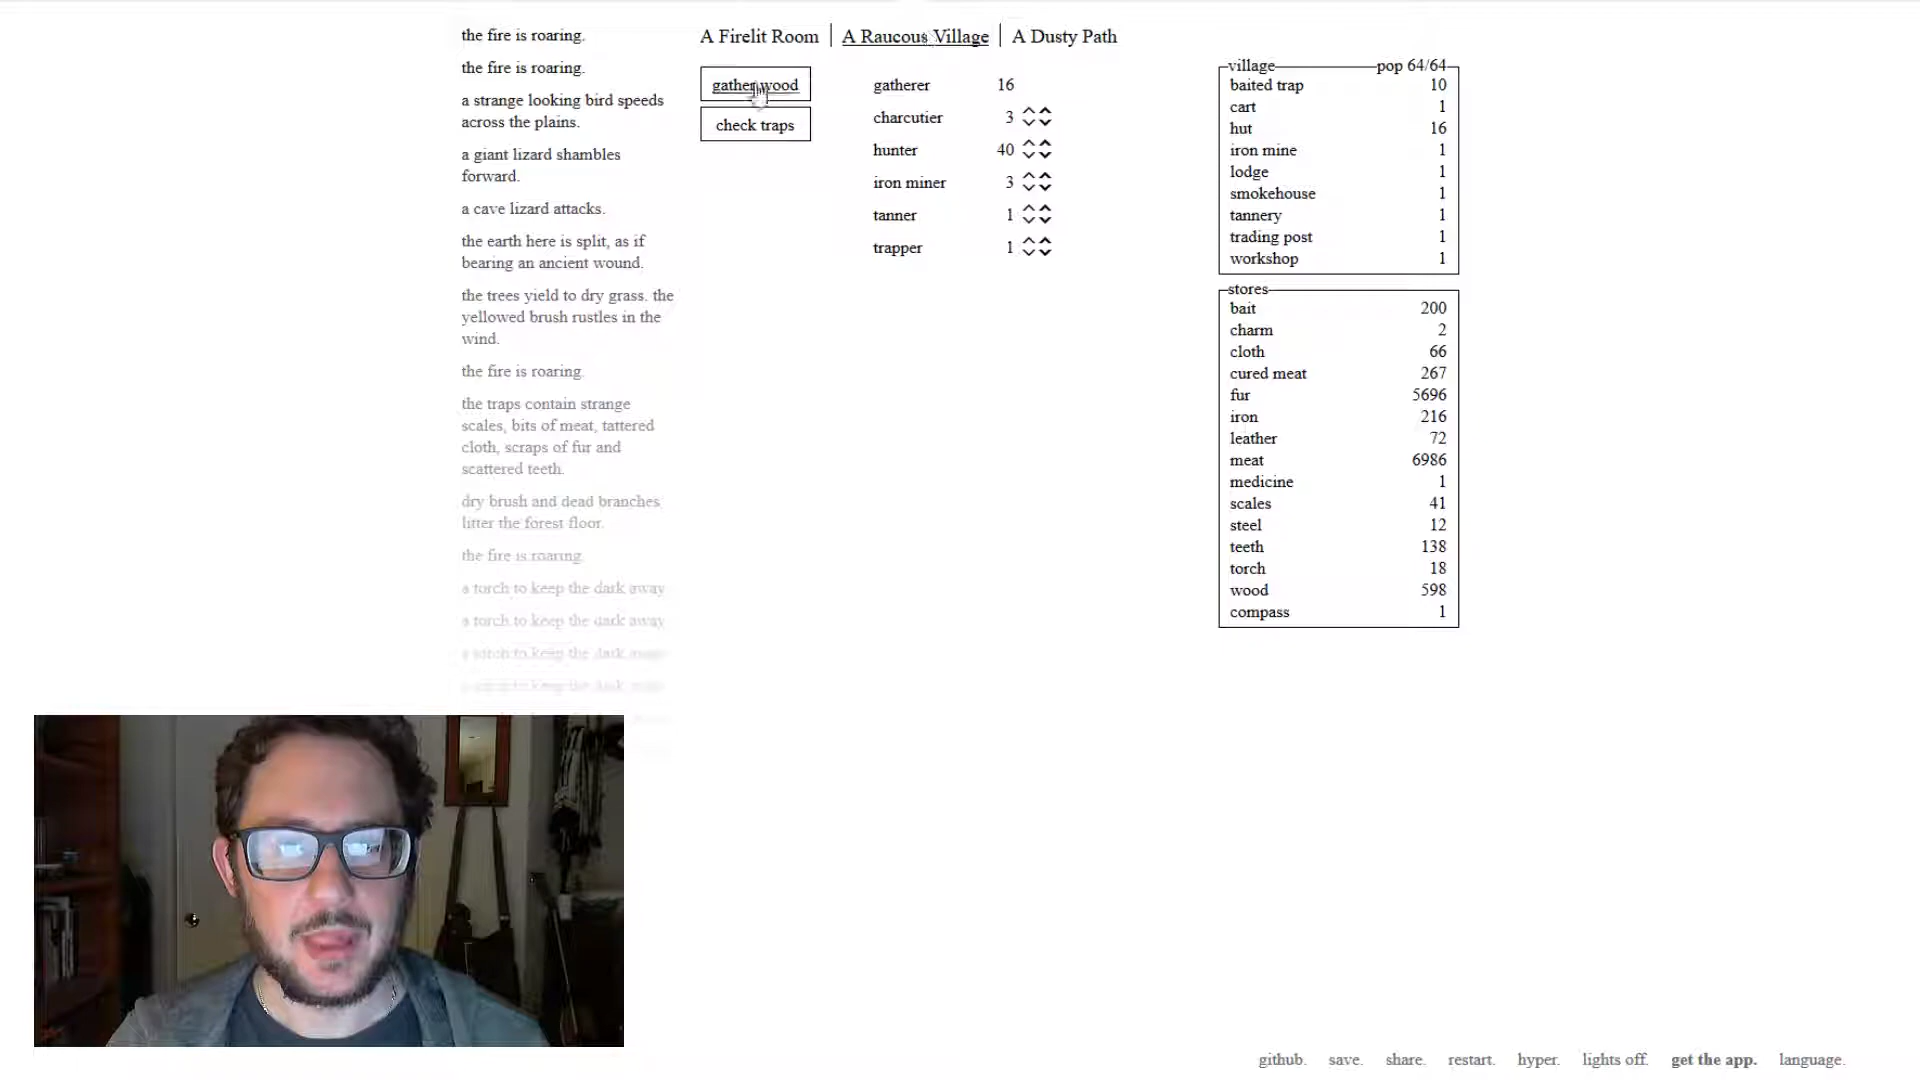 the fire is roaring.
the fire is roaring.
a strange looking bird speeds
across the plains.
a giant lizard shambles
forward.
a cave lizard attacks.
the earth here is split, as if
bearing an ancient wound.
the trees yield to dry grass. the
yellowed brush rustles in the
wind.
the fire is roaring.
the traps contain strange
scales, bits of meat, tattered
cloth, scraps of fur and
scattered teeth.
dry brush and dead branches
litter the forest floor.
the fire is roaring.
a torch to keep the dark away.
a torch to keep the dark away.
a torch to keep the dark away.
A Firelit Room | A Raucous Village | A Dusty Path
gather wood
check traps
gatherer 16
charcutier 3
hunter 40
iron miner 3
tanner 1
trapper 1
village pop 64/64
baited trap 10
cart 1
hut 16
iron mine 1
lodge 1
smokehouse 1
tannery 1
trading post 1
workshop 1
stores
bait 200
charm 2
cloth 66
cured meat 267
fur 5696
iron 216
leather 72
meat 6986
medicine 1
scales 41
steel 12
teeth 138
torch 18
wood 598
compass 1
github. save. share. restart. hyper. lights off. get the app. language.